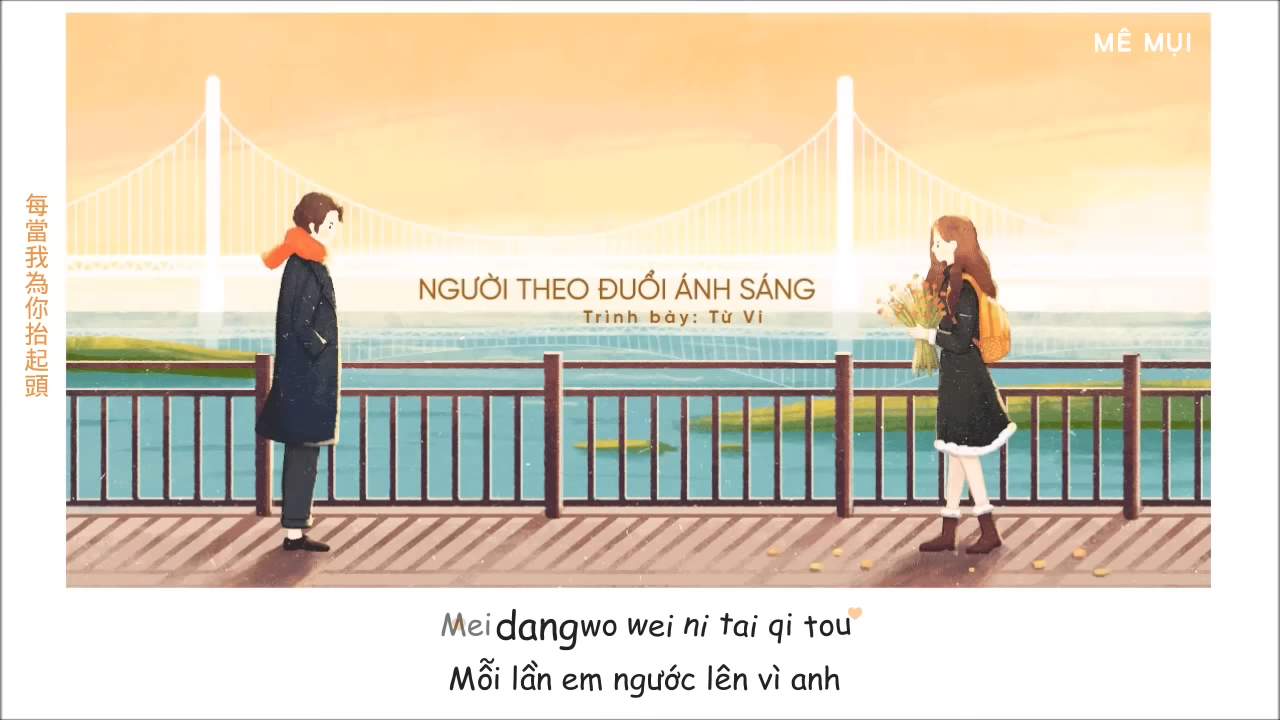 MÊ MỤI
每當我為你抬起頭
NGƯỜI THEO ĐUỔI ÁNH SÁNG
Trình bày: Từ Vi
Mei dang wo wei ni tai qi tou
Mỗi lần em ngước lên vì anh